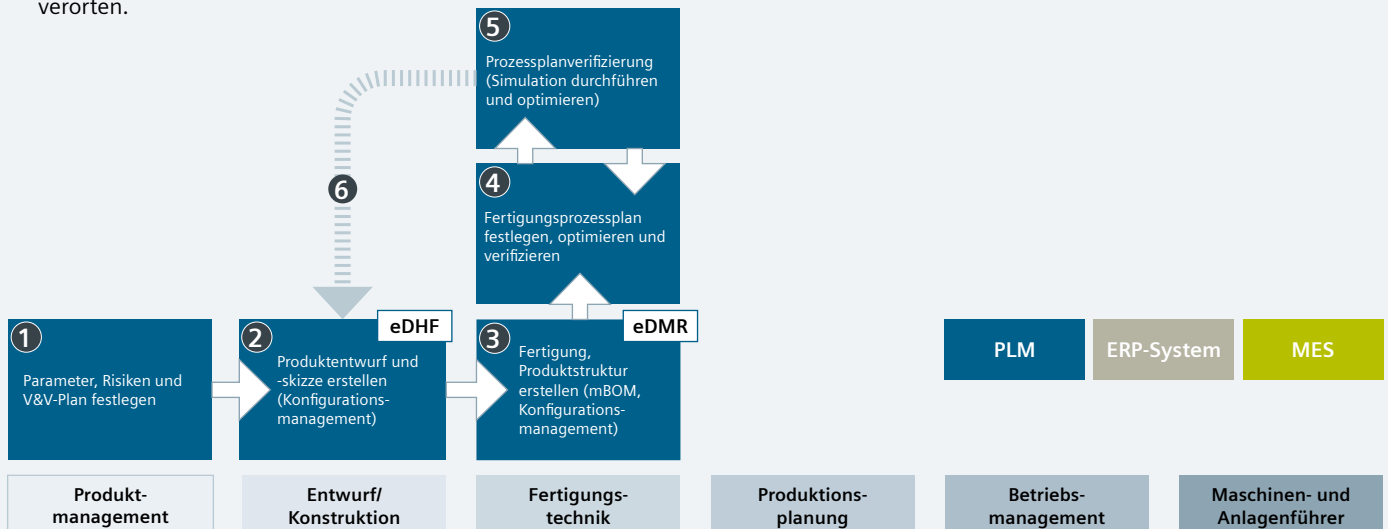 verorten.
5
Prozessplanverifizierung
(Simulation durchführen
und optimieren)
6
4
Fertigungsprozessplan
festlegen, optimieren und
verifizieren
1
Parameter, Risiken und
V&V-Plan festlegen
2
eDHF
Produktentwurf und
-skizze erstellen
(Konfigurations-
management)
3
eDMR
Fertigung,
Produktstruktur
erstellen (mBOM,
Konfigurations-
management)
PLM
ERP-System
MES
Produkt-
management
Entwurf/
Konstruktion
Fertigungs-
technik
Produktions-
planung
Betriebs-
management
Maschinen- und
Anlagenführer